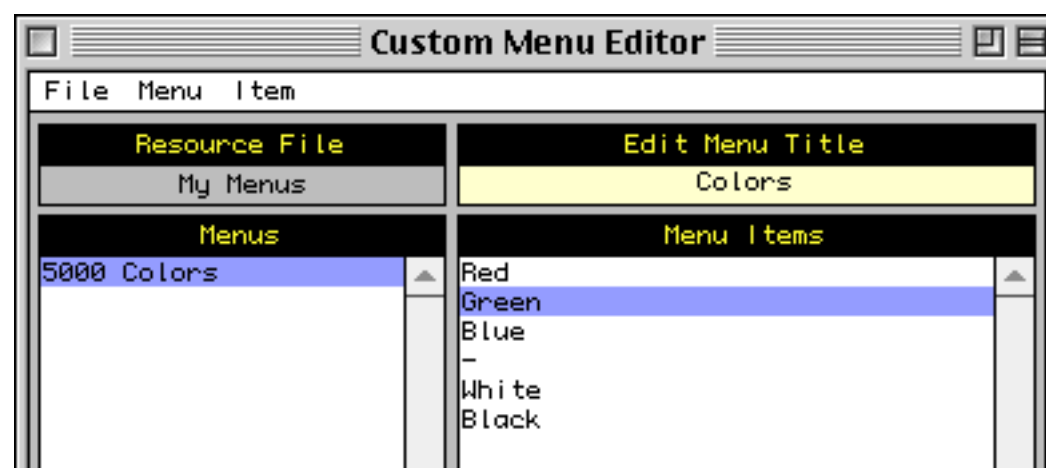 Custom Menu Editor
File Menu Item
Resource File
My Menus
Edit Menu Title
Colors
Menus
5000 Colors
Menu Items
Red
Green
Blue
-
White
Black